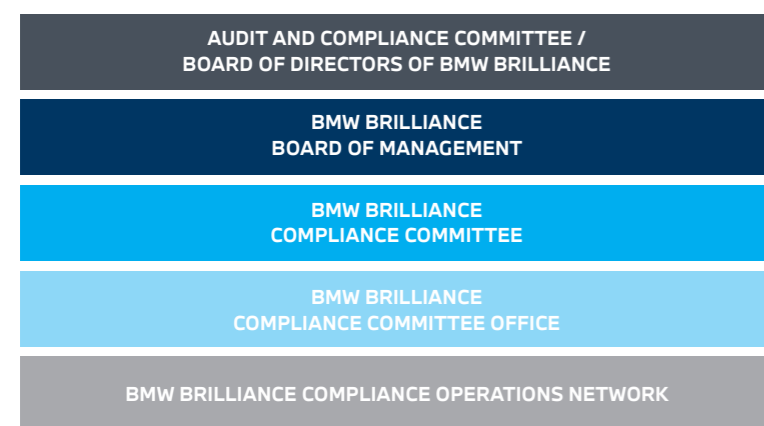 AUDIT AND COMPLIANCE COMMITTEE /
BOARD OF DIRECTORS OF BMW BRILLIANCE
BMW BRILLIANCE
BOARD OF MANAGEMENT
BMW BRILLIANCE
COMPLIANCE COMMITTEE
BMW BRILLIANCE
COMPLIANCE COMMITTEE OFFICE
BMW BRILLIANCE COMPLIANCE OPERATIONS NETWORK